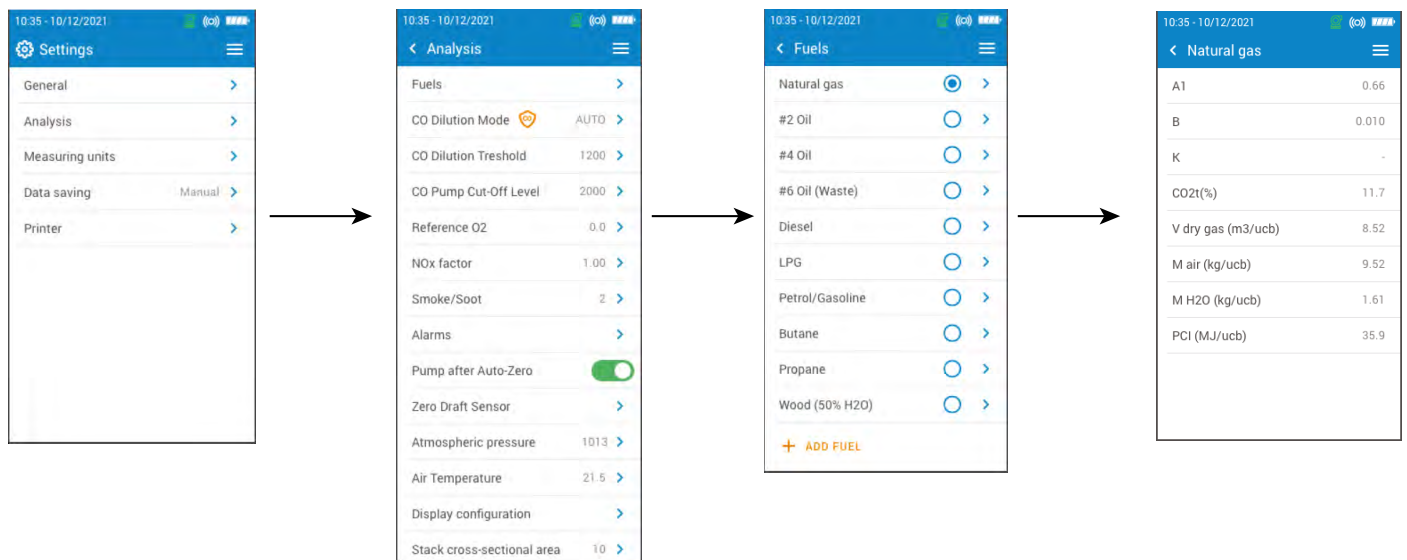 10:35 - 10/12/2021
Settings
General
Analysis
Measuring units
Data saving Manual
Printer
10:35 - 10/12/2021
Analysis
Fuels
CO Dilution Mode CO AUTO
CO Dilution Treshold 1200
CO Pump Cut-Off Level 2000
Reference O2 0.0
NOx factor 1.00
Smoke/Soot 2
Alarms
Pump after Auto-Zero
Zero Draft Sensor
Atmospheric pressure 1013
Air Temperature 21.5
Display configuration
Stack cross-sectional area 10
10:35 - 10/12/2021
Fuels
Natural gas
#2 Oil
#4 Oil
#6 Oil (Waste)
Diesel
LPG
Petrol/Gasoline
Butane
Propane
Wood (50% H2O)
+ ADD FUEL
10:35 - 10/12/2021
Natural gas
A1 0.66
B 0.010
K -
CO2t(%) 11.7
V dry gas (m3/ucb) 8.52
M air (kg/ucb) 9.52
M H2O (kg/ucb) 1.61
PCI (MJ/ucb) 35.9